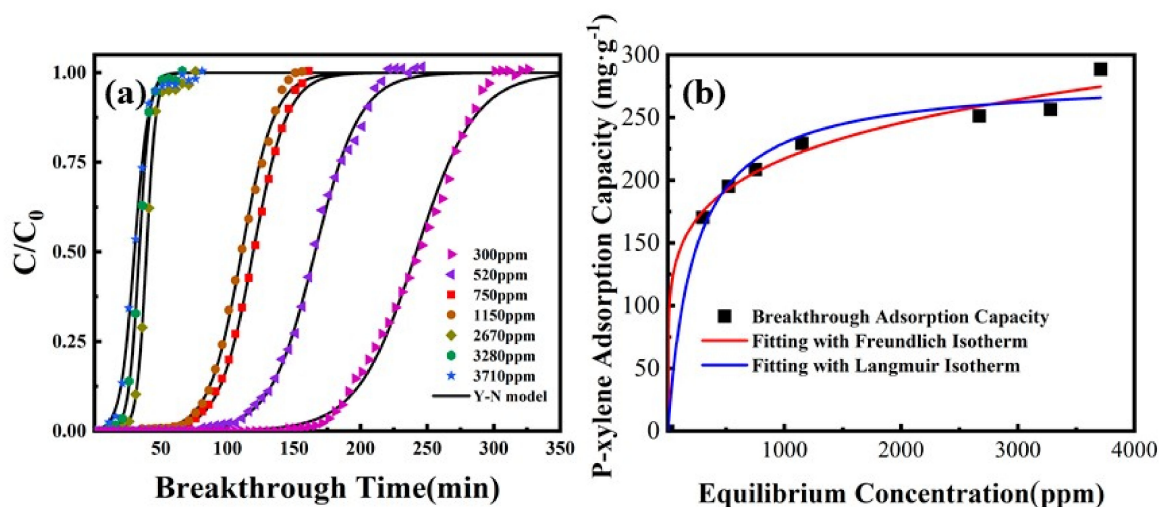 (a)
C/C0
1.00
0.75
0.50
0.25
0.00
300ppm
520ppm
750ppm
1150ppm
2670ppm
3280ppm
3710ppm
Y-N model
50 100 150 200 250 300 350
Breakthrough Time(min)
(b)
P-xylene Adsorption Capacity (mg·g⁻¹)
300
250
200
150
100
50
0
Breakthrough Adsorption Capacity
Fitting with Freundlich Isotherm
Fitting with Langmuir Isotherm
1000 2000 3000 4000
Equilibrium Concentration(ppm)